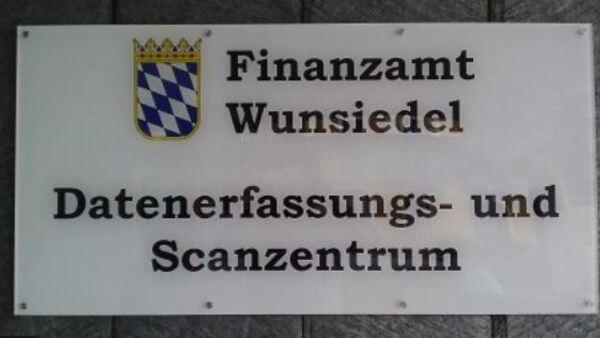 Finanzamt
Wunsiedel
Datenerfassungs- und
Scanzentrum